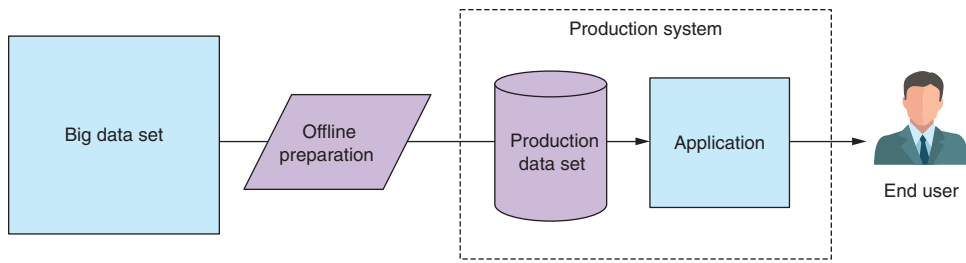 Production system
Big data set
Offline
preparation
Production
data set
Application
End user